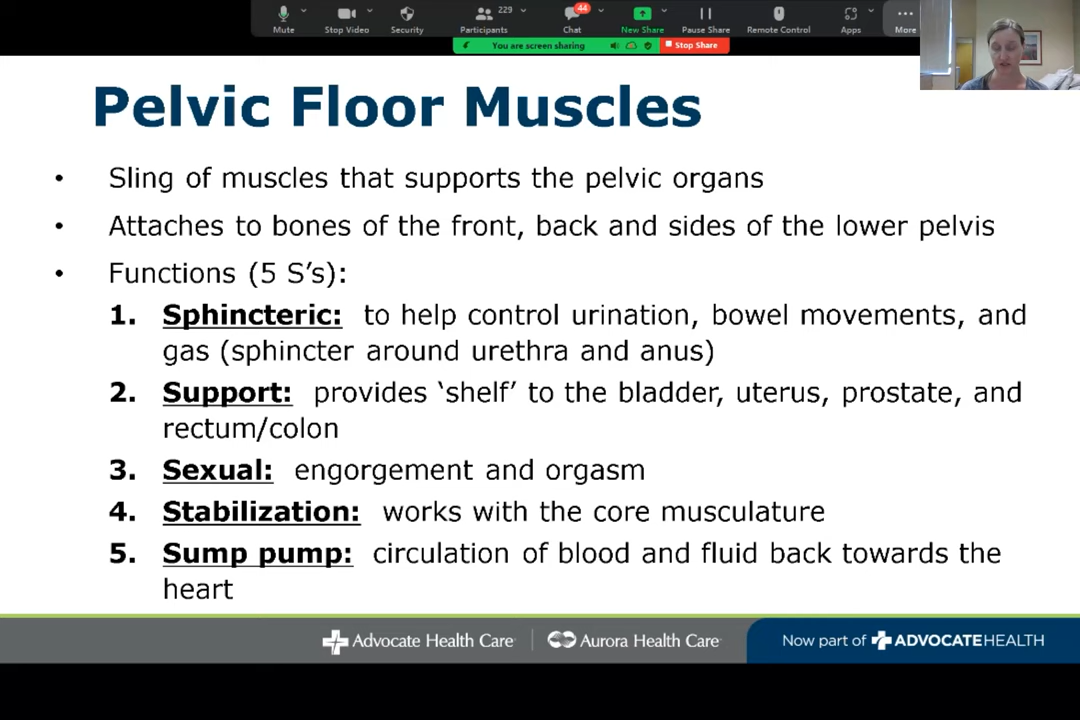 229
44
Mute
Stop Video
Security
Participants
Chat
New Share
Pause Share
Remote Control
Apps
More
You are screen sharing
Stop Share
Pelvic Floor Muscles
• Sling of muscles that supports the pelvic organs
• Attaches to bones of the front, back and sides of the lower pelvis
• Functions (5 S’s):
1. Sphincteric: to help control urination, bowel movements, and
gas (sphincter around urethra and anus)
2. Support: provides ‘shelf’ to the bladder, uterus, prostate, and
rectum/colon
3. Sexual: engorgement and orgasm
4. Stabilization: works with the core musculature
5. Sump pump: circulation of blood and fluid back towards the
heart
Advocate Health Care
Aurora Health Care
Now part of ADVOCATEHEALTH